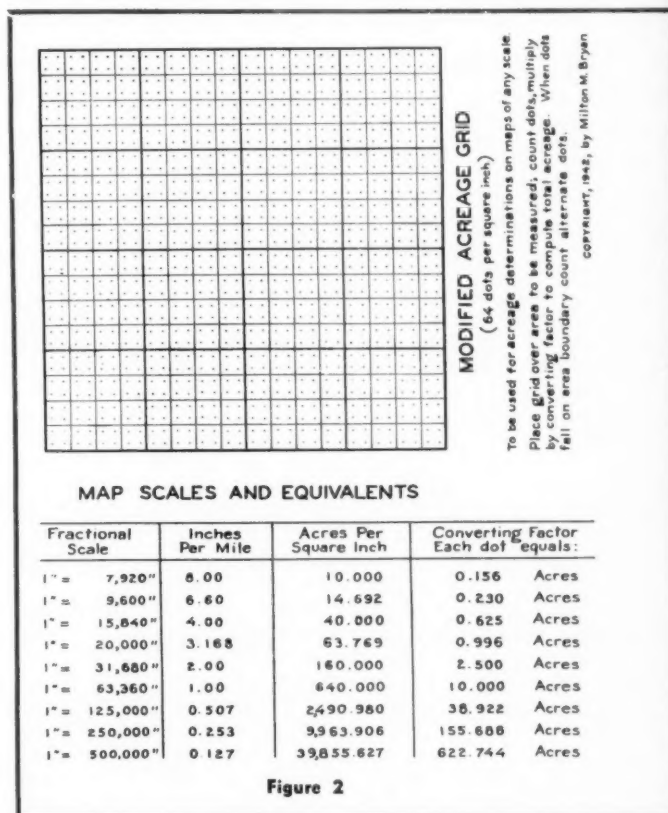 MODIFIED ACREAGE GRID
(64 dots per square inch)
To be used for acreage determinations on maps of any scale.
Place grid over area to be measured; count dots, multiply
by converting factor to compute total acreage. When dots
fall on area boundary count alternate dots.
COPYRIGHT, 1942, by Milton M. Bryan
MAP SCALES AND EQUIVALENTS
Fractional Inches Acres Per Converting Factor
Scale Per Mile Square Inch Each dot equals:
1" = 7,920" 8.00 10.000 0.156 Acres
1" = 9,600" 6.60 14.692 0.230 Acres
1" = 15,840" 4.00 40.000 0.625 Acres
1" = 20,000" 3.168 63.769 0.996 Acres
1" = 31,680" 2.00 160.000 2.500 Acres
1" = 63,360" 1.00 640.000 10.000 Acres
1" = 125,000" 0.507 2,490.980 38.922 Acres
1" = 250,000" 0.253 9,963.906 155.688 Acres
1" = 500,000" 0.127 39,855.627 622.744 Acres
Figure 2